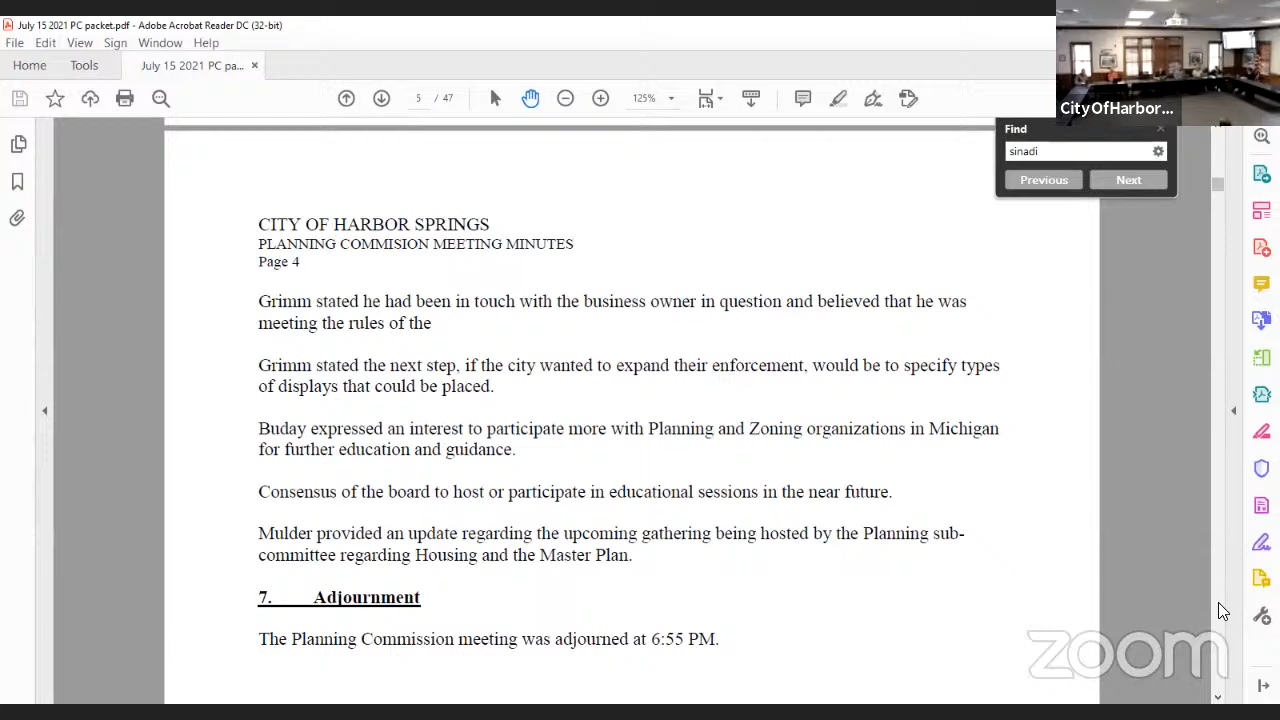 July 15 2021 PC packet.pdf - Adobe Acrobat Reader DC (32-bit)
File Edit View Sign Window Help
Home Tools July 15 2021 PC pa... ×
5 / 47 125%
CityOfHarbor...
Find
sinadi
Previous Next
CITY OF HARBOR SPRINGS
PLANNING COMMISION MEETING MINUTES
Page 4
Grimm stated he had been in touch with the business owner in question and believed that he was
meeting the rules of the
Grimm stated the next step, if the city wanted to expand their enforcement, would be to specify types
of displays that could be placed.
Buday expressed an interest to participate more with Planning and Zoning organizations in Michigan
for further education and guidance.
Consensus of the board to host or participate in educational sessions in the near future.
Mulder provided an update regarding the upcoming gathering being hosted by the Planning sub-
committee regarding Housing and the Master Plan.
7. Adjournment
The Planning Commission meeting was adjourned at 6:55 PM.
zoom